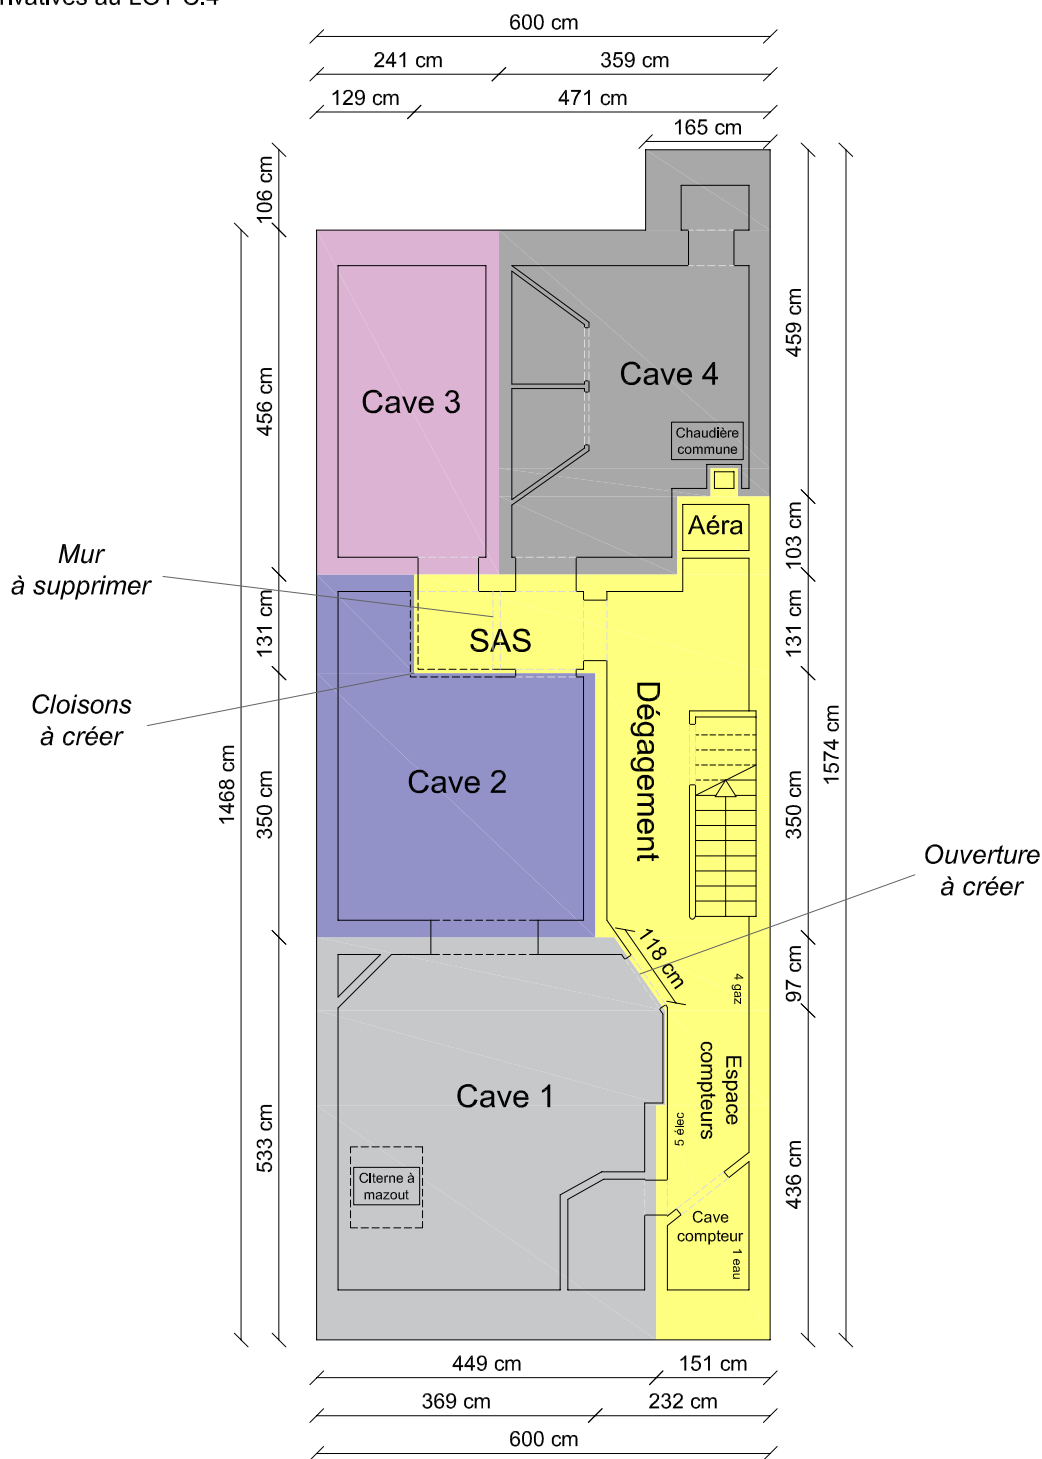 600 cm
241 cm
359 cm
129 cm
471 cm
165 cm
106 cm
459 cm
456 cm
Cave 3
Cave 4
Chaudière
commune
Aéra
103 cm
Mur
à supprimer
131 cm
SAS
131 cm
Cloisons
à créer
Dégagement
1468 cm
1574 cm
350 cm
Cave 2
350 cm
Ouverture
à créer
118 cm
4 gaz
97 cm
Espace
compteurs
Cave 1
5 élec
533 cm
436 cm
CIterne à
mazout
Cave
compteur
1 eau
449 cm
151 cm
369 cm
232 cm
600 cm